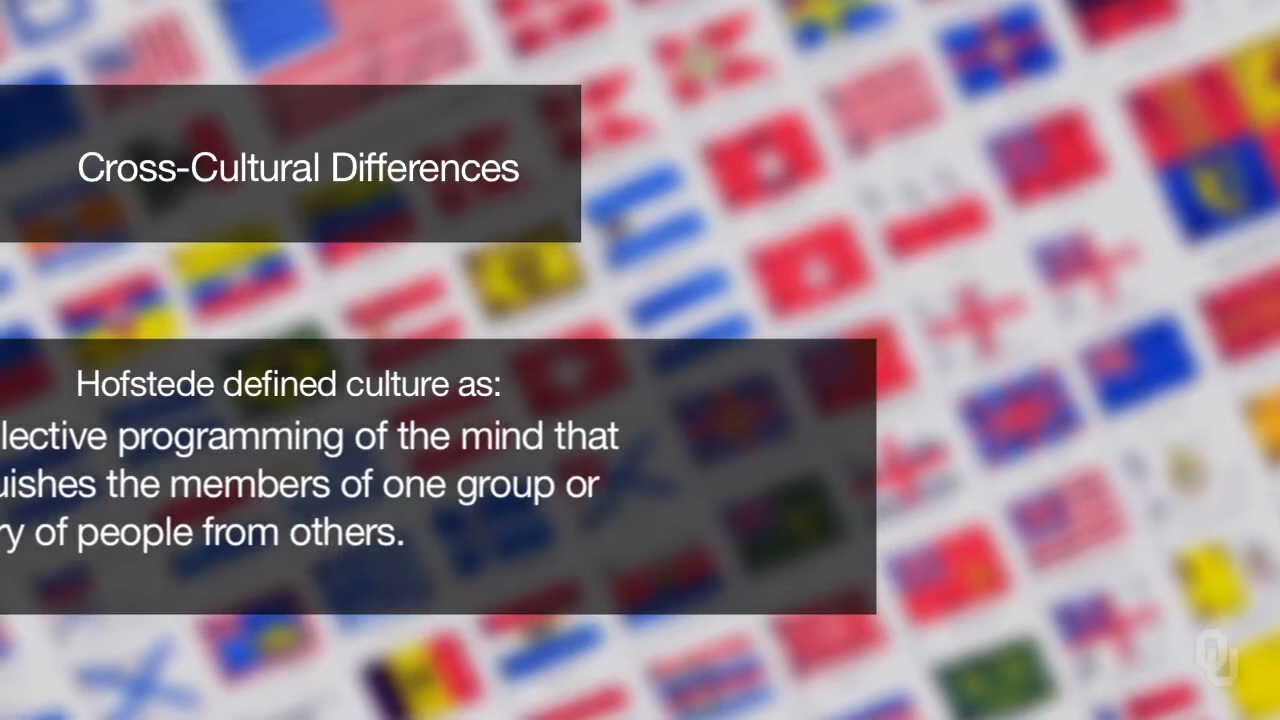 Cross-Cultural Differences
Hofstede defined culture as:
lective programming of the mind that
uishes the members of one group or
ry of people from others.
OU